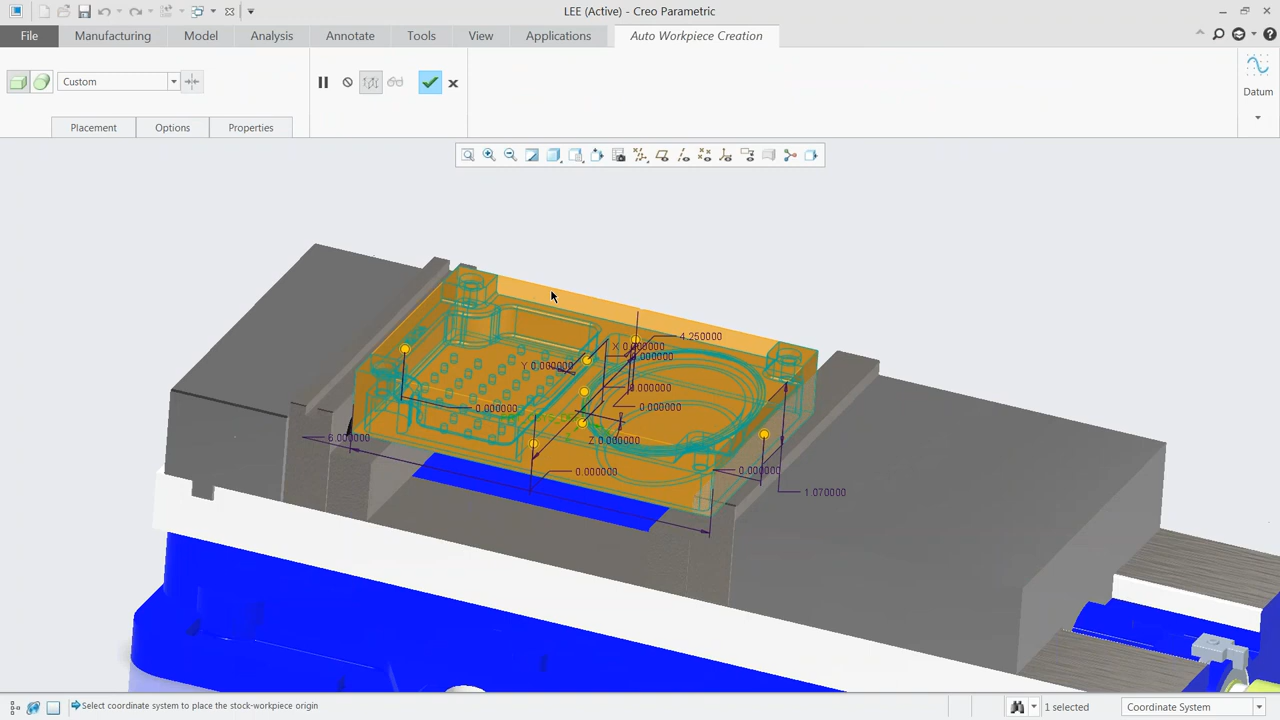 LEE (Active) - Creo Parametric
File Manufacturing Model Analysis Annotate Tools View Applications Auto Workpiece Creation
Custom
Datum
Placement Options Properties
4.250000
X 0.000000
0.000000
Y 0.000000
0.000000
0.000000
0.000000
6.000000
Z 0.000000
0.000000
0.000000
1.070000
Select coordinate system to place the stock-workpiece origin
1 selected
Coordinate System